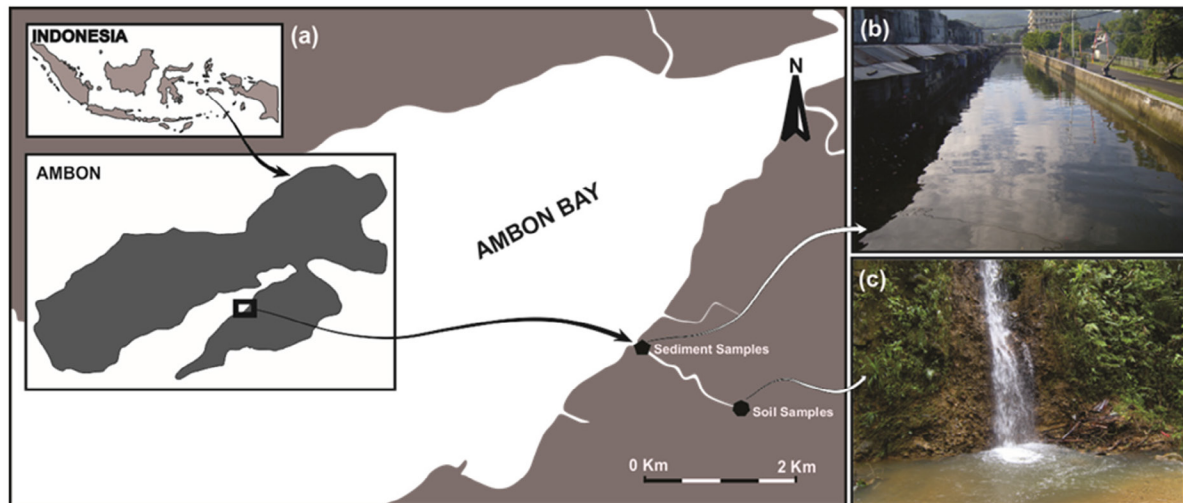 INDONESIA
(a)
AMBON
AMBON BAY
N
Sediment Samples
Soil Samples
0 Km
2 Km
(b)
(c)